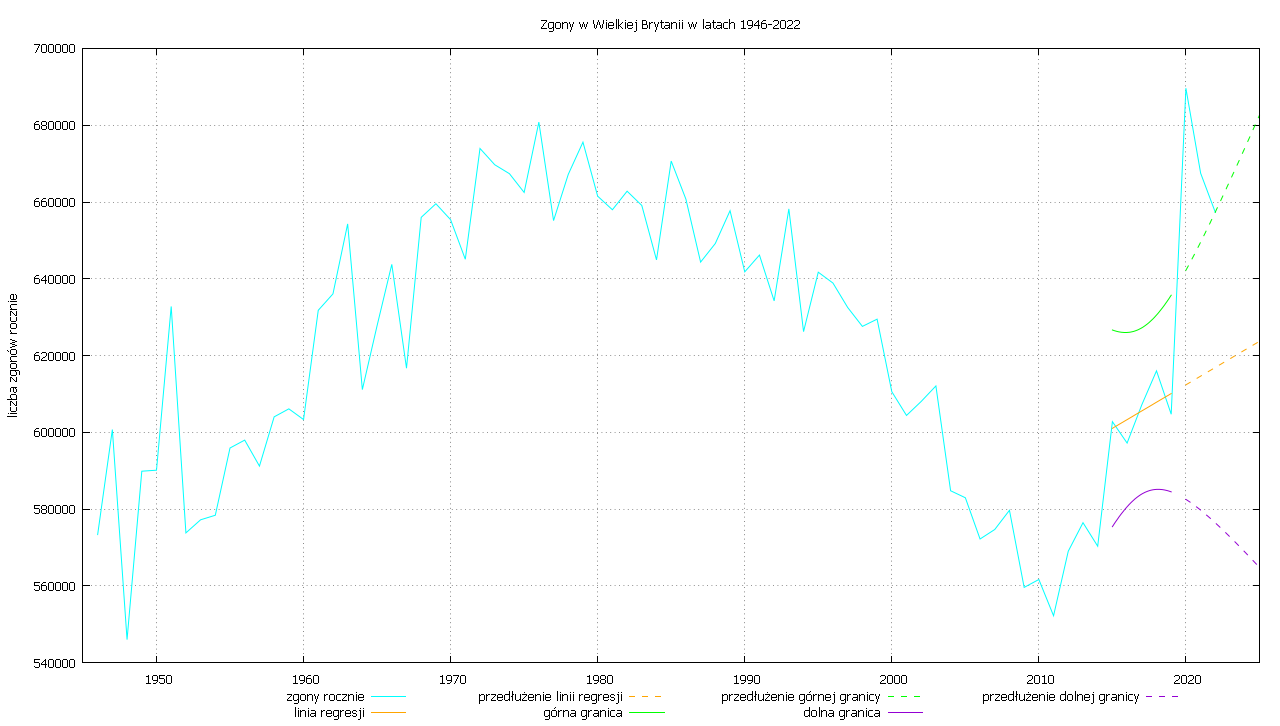 Zgony w Wielkiej Brytanii w latach 1946-2022
700000
680000
660000
640000
620000
600000
580000
560000
540000
liczba zgonów rocznie
1950 1960 1970 1980 1990 2000 2010 2020
zgony rocznie przedłużenie linii regresji przedłużenie górnej granicy przedłużenie dolnej granicy
linia regresji górna granica dolna granica